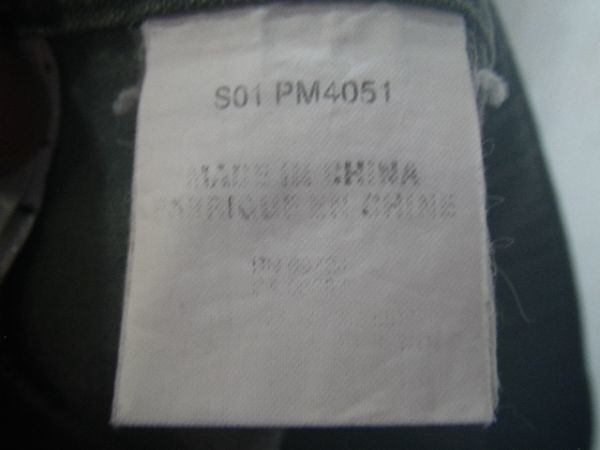 S01 PM4051
MADE IN CHINA
FABRIQUE EN CHINE